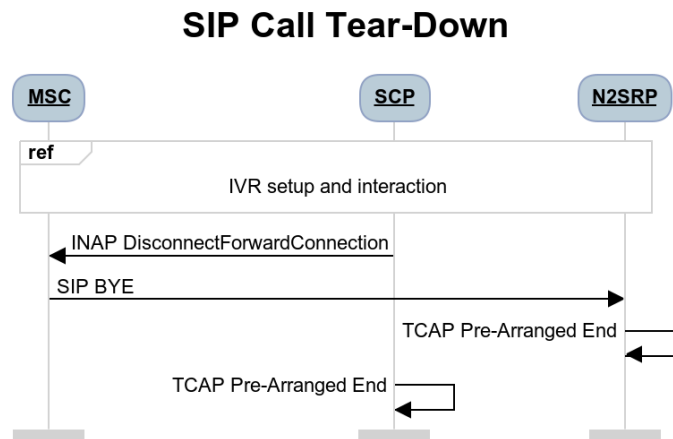 SIP Call Tear-Down
MSC
SCP
N2SRP
ref
IVR setup and interaction
INAP DisconnectForwardConnection
SIP BYE
TCAP Pre-Arranged End
TCAP Pre-Arranged End